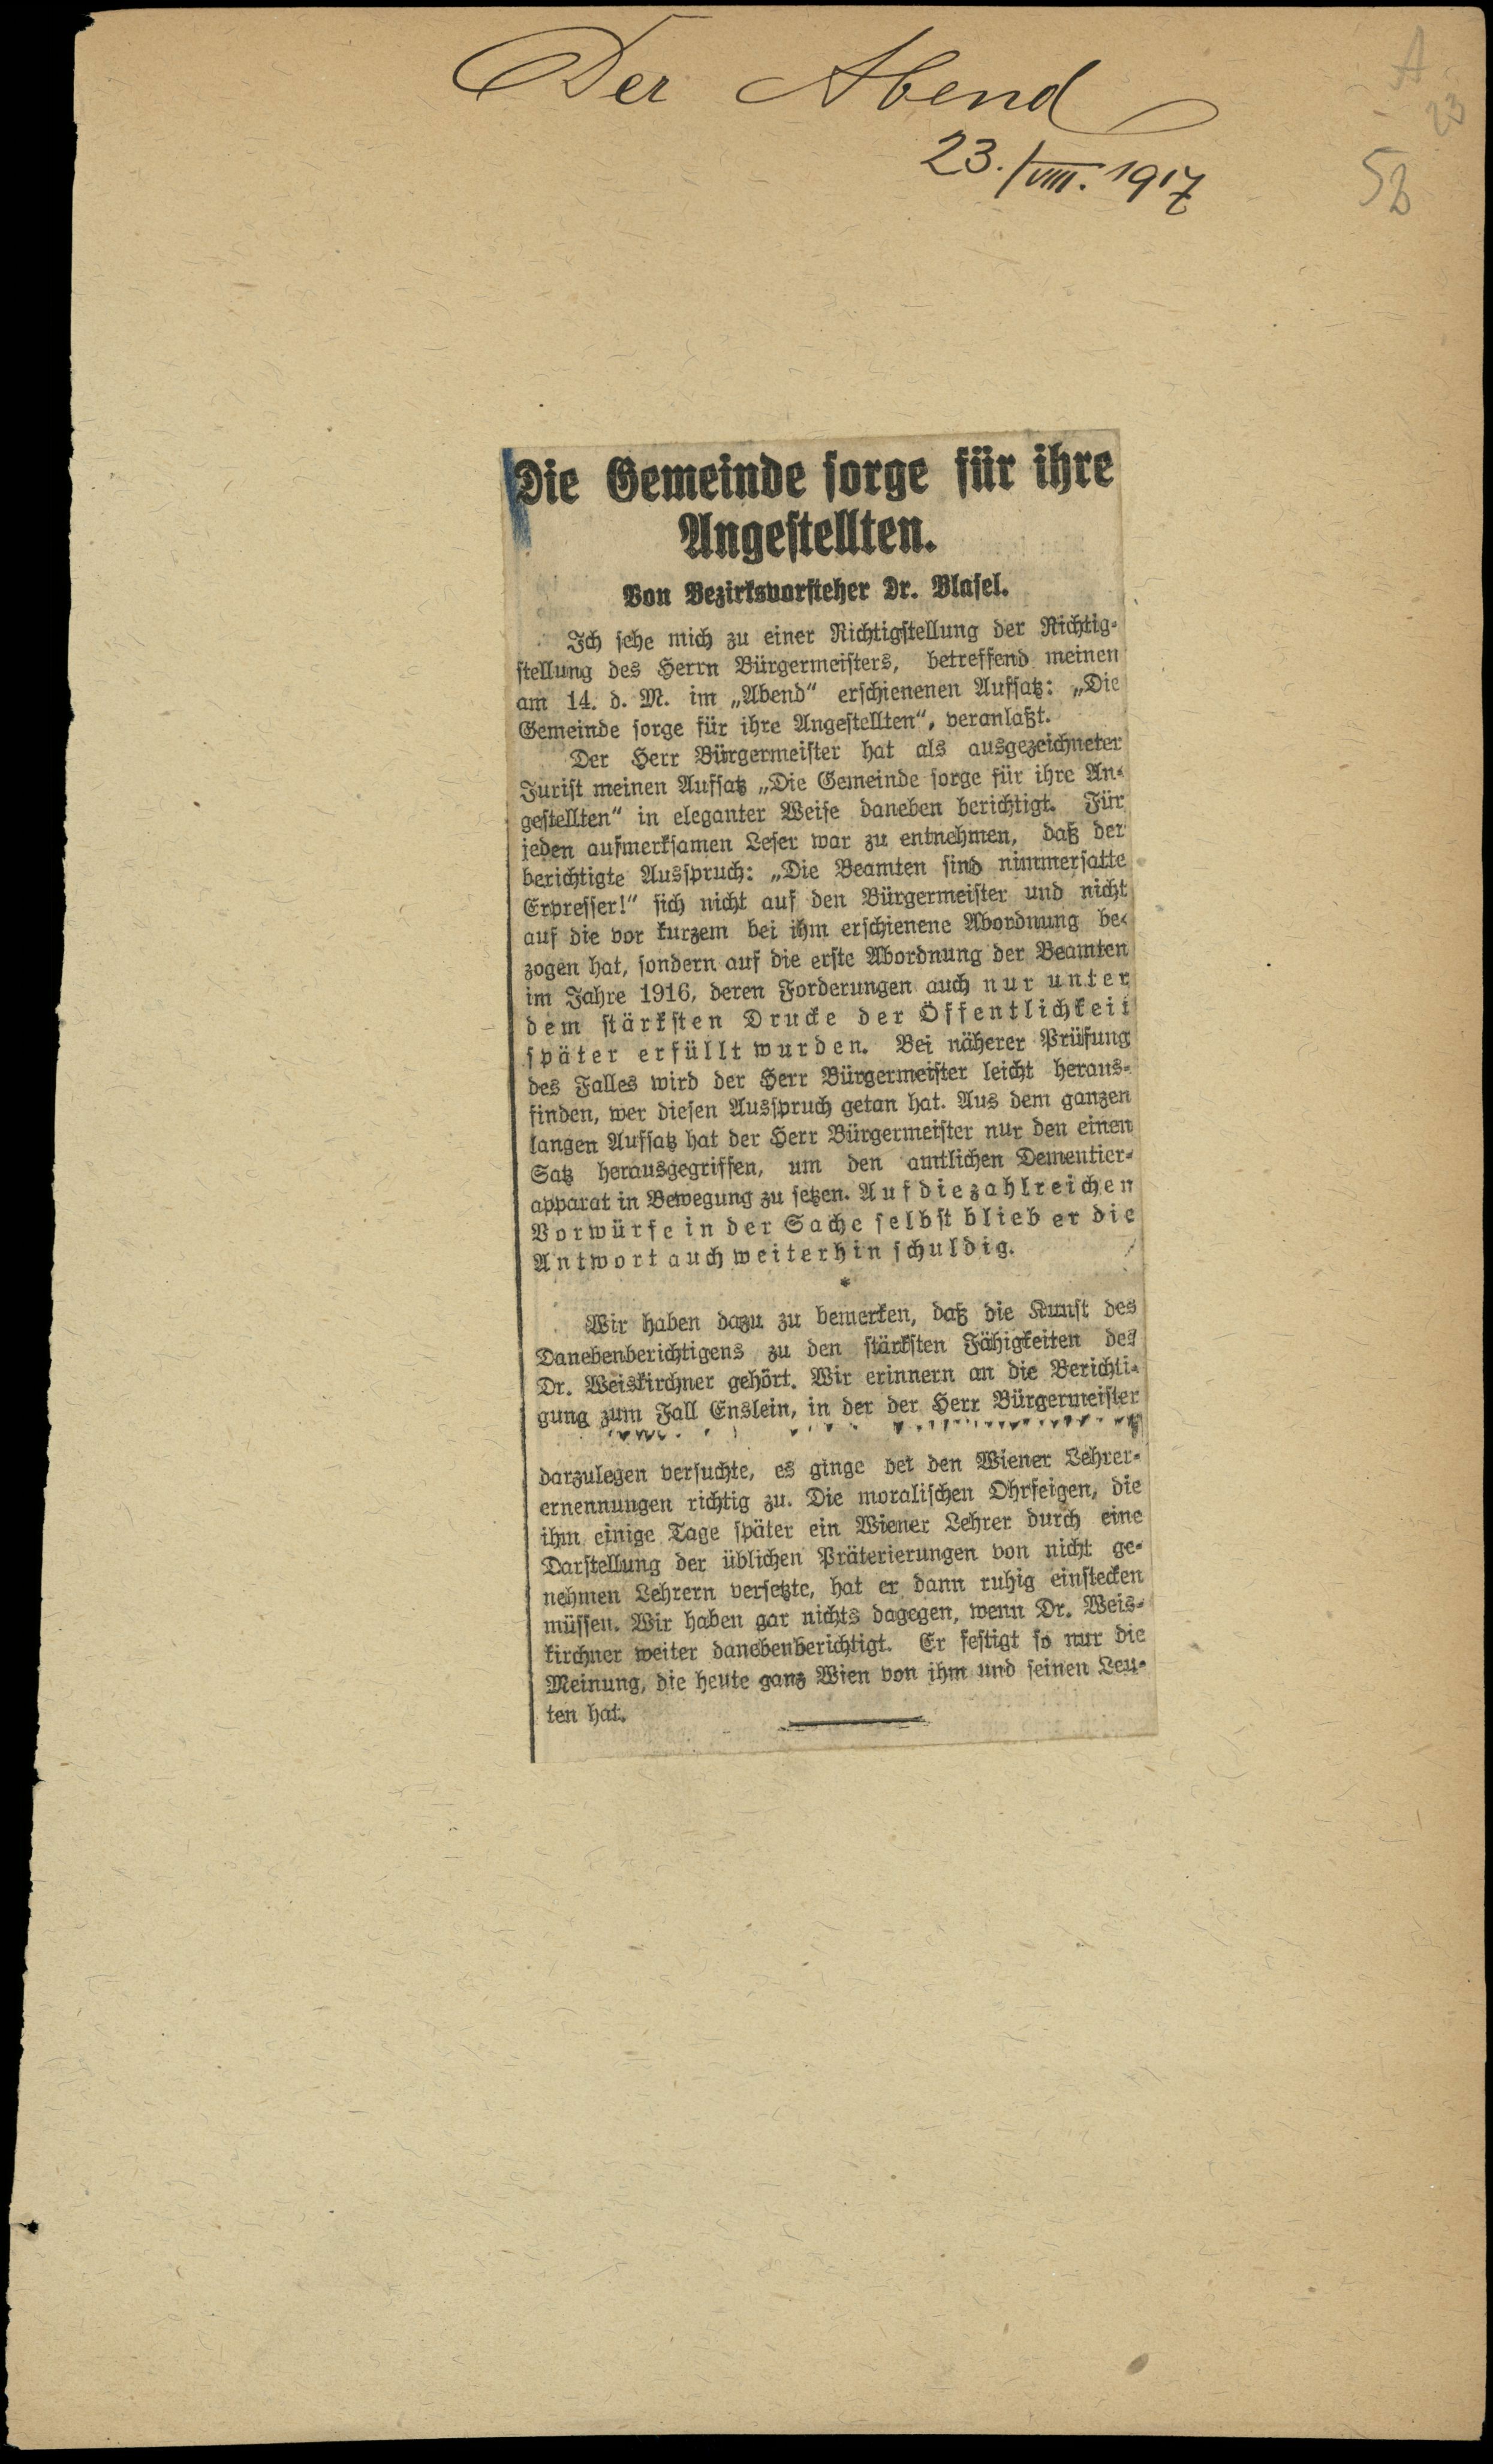 Der Abend
23./VIII. 1917
A
23
52
Die Gemeinde sorge für ihre
Angestellten.
Von Bezirksvorsteher Dr. Blasel.
Ich sehe mich zu einer Richtigstellung der Richtig-
stellung des Herrn Bürgermeisters, betreffend meinen
am 14. d. M. im „Abend“ erschienenen Aufsatz: „Die
Gemeinde sorge für ihre Angestellten“, veranlaßt.
Der Herr Bürgermeister hat als ausgezeichneter
Jurist meinen Aufsatz „Die Gemeinde sorge für ihre An-
gestellten“ in eleganter Weise daneben berichtigt. Für
jeden aufmerksamen Leser war zu entnehmen, daß der
berichtigte Ausspruch: „Die Beamten sind nimmersatte
Erpresser!“ sich nicht auf den Bürgermeister und nicht
auf die vor kurzem bei ihm erschienene Abordnung be-
zogen hat, sondern auf die erste Abordnung der Beamten
im Jahre 1916, deren Forderungen auch nur unter
dem stärksten Drucke der Öffentlichkeit
später erfüllt wurden. Bei näherer Prüfung
des Falles wird der Herr Bürgermeister leicht heraus-
finden, wer diesen Ausspruch getan hat. Aus dem ganzen
langen Aufsatz hat der Herr Bürgermeister nur den einen
Satz herausgegriffen, um den amtlichen Dementier-
apparat in Bewegung zu setzen. Auf die zahlreichen
Vorwürfe in der Sache selbst blieb er die
Antwort auch weiterhin schuldig.
*
Wir haben dazu zu bemerken, daß die Kunst des
Danebenberichtigens zu den stärksten Fähigkeiten des
Dr. Weiskirchner gehört. Wir erinnern an die Berichti-
gung zum Fall Enslein, in der der Herr Bürgermeister
darzulegen versuchte, es ginge bei den Wiener Lehrer-
ernennungen richtig zu. Die moralischen Ohrfeigen, die
ihm einige Tage später ein Wiener Lehrer durch eine
Darstellung der üblichen Präterierungen von nicht ge-
nehmen Lehrern versetzte, hat er dann ruhig einstecken
müssen. Wir haben gar nichts dagegen, wenn Dr. Weis-
kirchner weiter danebenberichtigt. Er festigt so nur die
Meinung, die heute ganz Wien von ihm und seinen Leu-
ten hat.